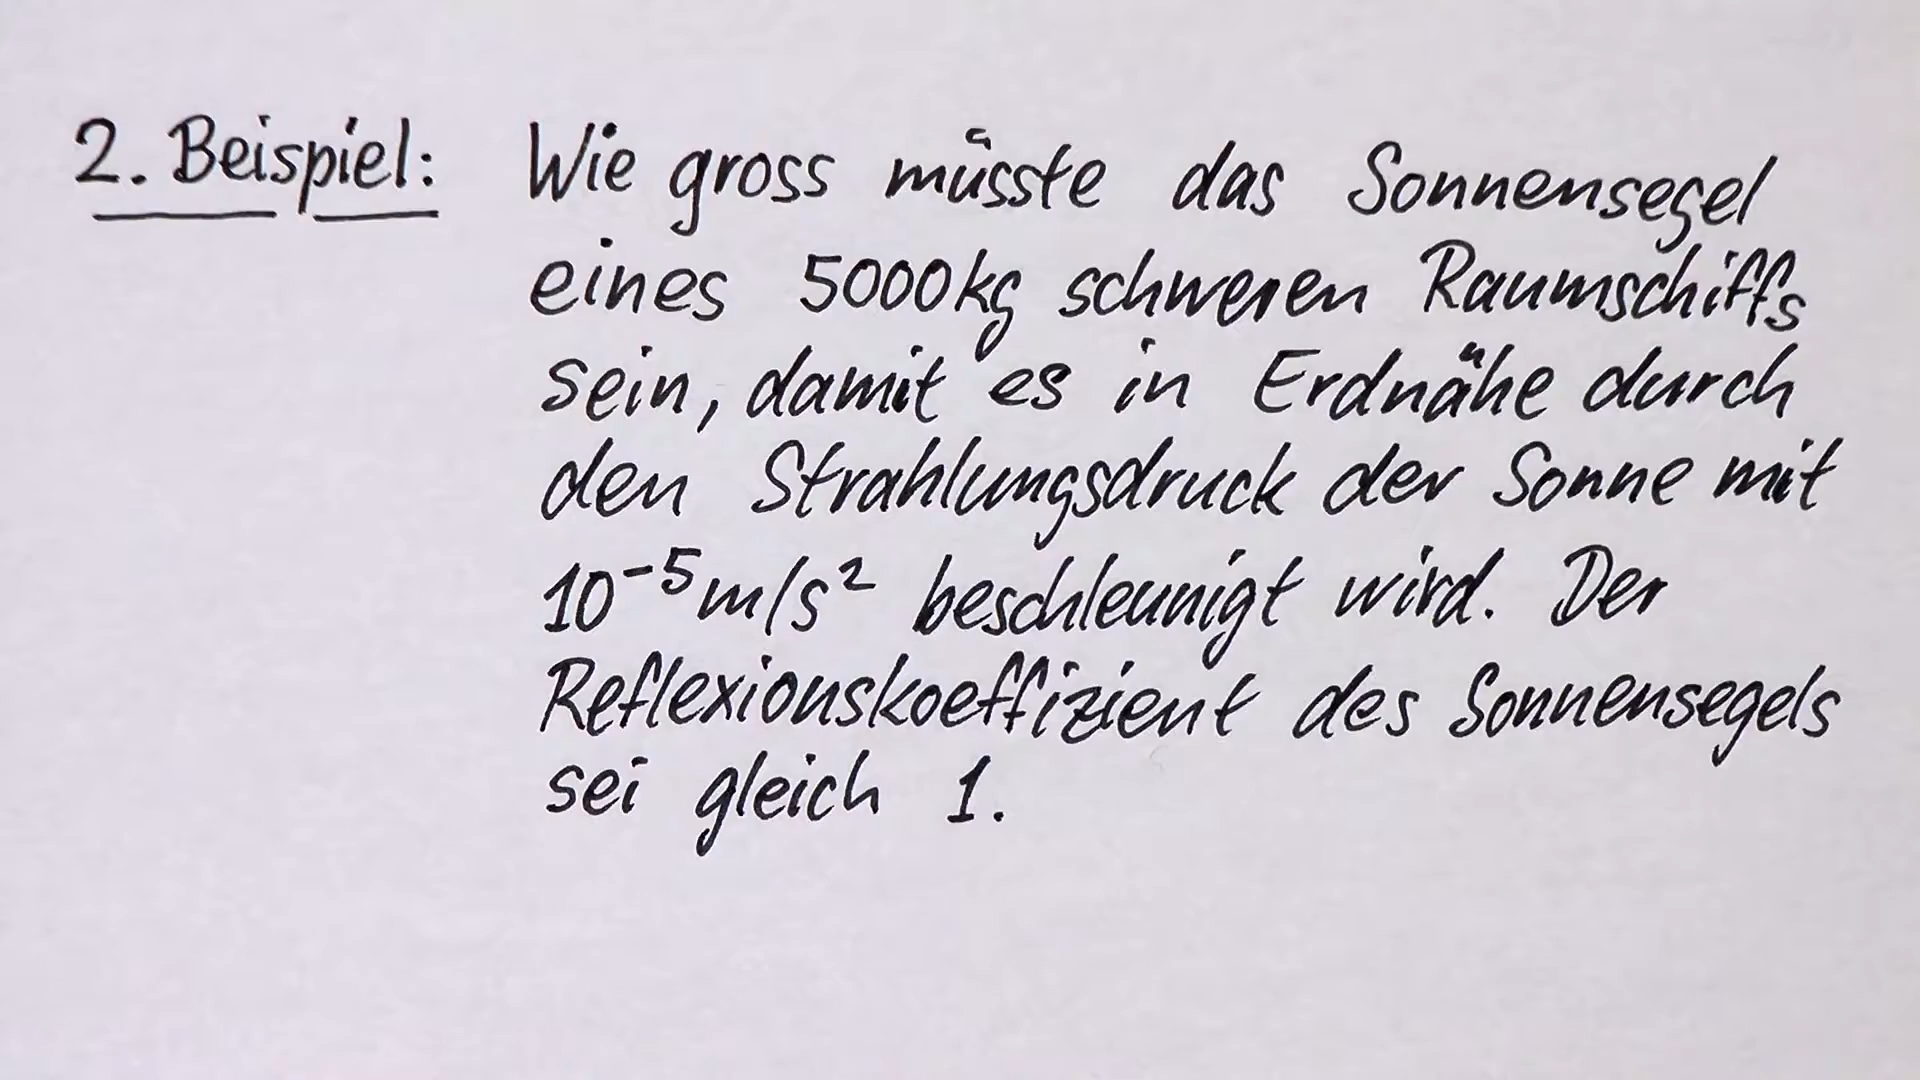 2. Beispiel: Wie gross müsste das Sonnensegel
eines 5000kg schweren Raumschiffs
sein, damit es in Erdnähe durch
den Strahlungsdruck der Sonne mit
10⁻⁵m/s² beschleunigt wird. Der
Reflexionskoeffizient des Sonnensegels
sei gleich 1.